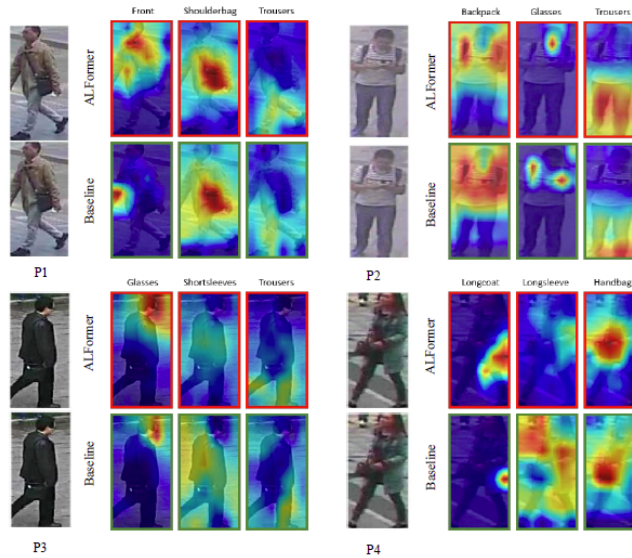 Front Shoulderbag Trousers
ALFormer
Baseline
P1
Backpack Glasses Trousers
ALFormer
Baseline
P2
Glasses Shortsleeves Trousers
ALFormer
Baseline
P3
Longcoat Longsleeve Handbag
ALFormer
Baseline
P4